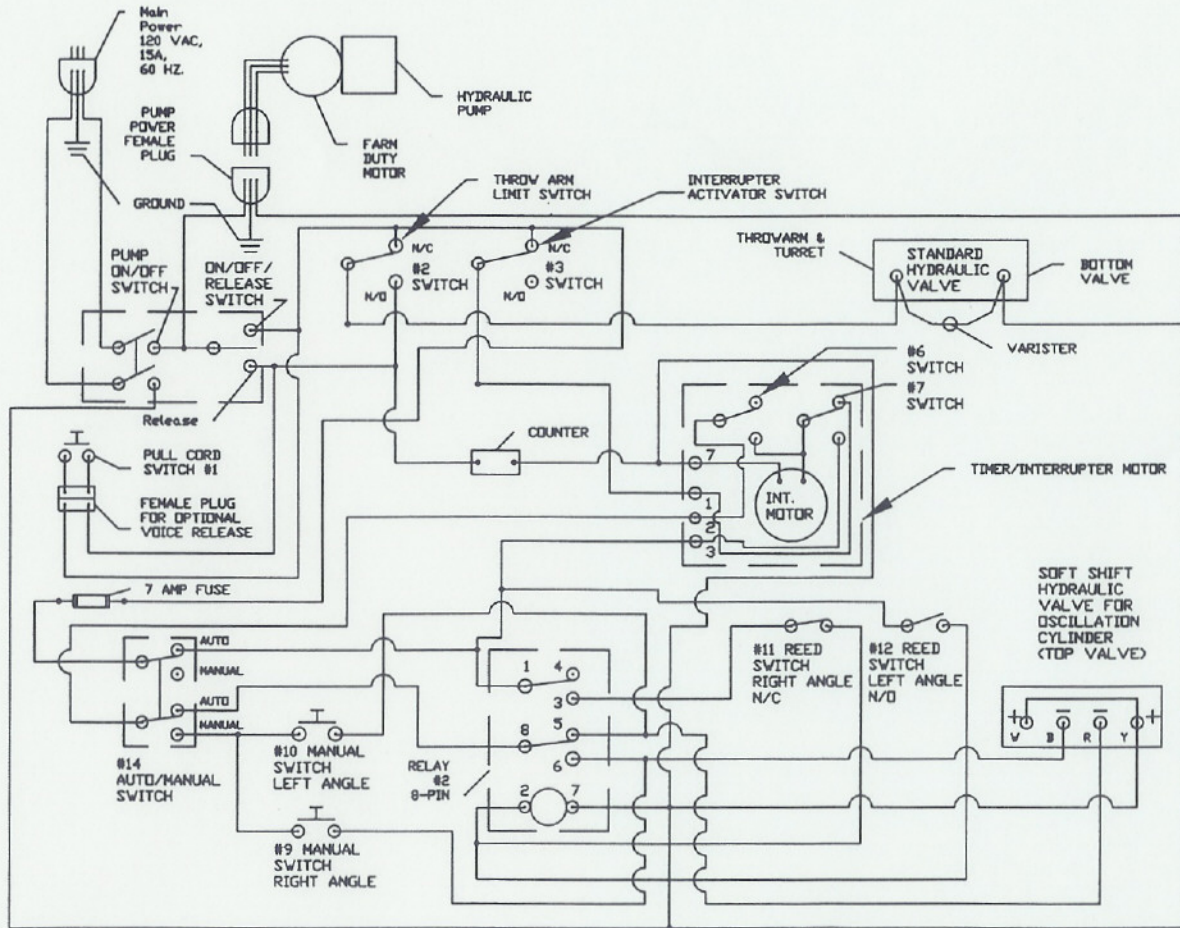 Main
Power
120 VAC,
15A,
60 HZ.
PUMP
POWER
FEMALE
PLUG
HYDRAULIC
PUMP
FARM
DUTY
MOTOR
GROUND
THROW ARM
LIMIT SWITCH
INTERRUPTER
ACTIVATOR SWITCH
PUMP
ON/OFF
SWITCH
ON/OFF/
RELEASE
SWITCH
N/C
#2
SWITCH
N/O
N/C
#3
SWITCH
N/O
THROWARM &
TURRET
STANDARD
HYDRAULIC
VALVE
BOTTOM
VALVE
VARISTER
Release
#6
SWITCH
#7
SWITCH
PULL CORD
SWITCH #1
COUNTER
FEMALE PLUG
FOR OPTIONAL
VOICE RELEASE
7
1
2
3
INT.
MOTOR
TIMER/INTERRUPTER MOTOR
7 AMP FUSE
SOFT SHIFT
HYDRAULIC
VALVE FOR
OSCILLATION
CYLINDER
(TOP VALVE)
AUTO
MANUAL
AUTO
MANUAL
#14
AUTO/MANUAL
SWITCH
#10 MANUAL
SWITCH
LEFT ANGLE
#9 MANUAL
SWITCH
RIGHT ANGLE
RELAY
#2
8-PIN
1
4
3
5
8
6
2
7
#11 REED
SWITCH
RIGHT ANGLE
N/C
#12 REED
SWITCH
LEFT ANGLE
N/O
+ - - +
W B R Y